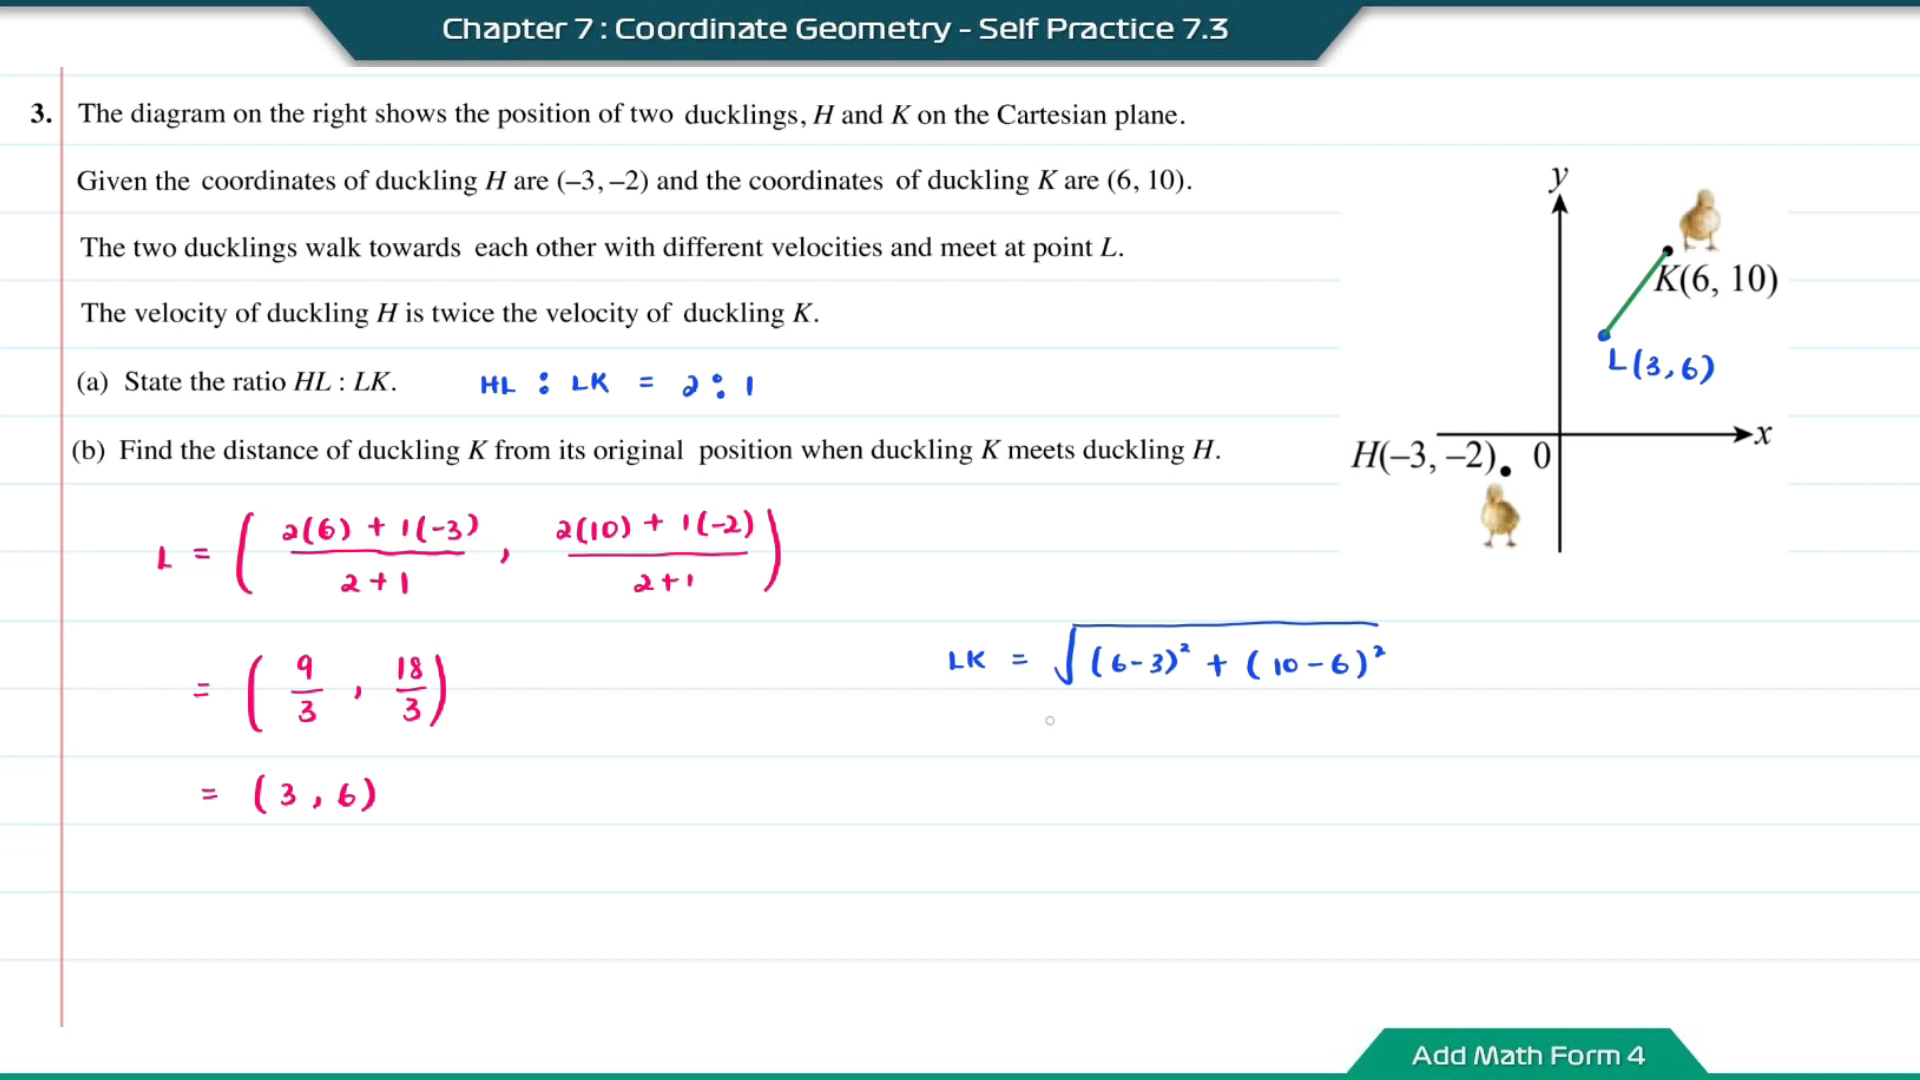 Chapter 7 : Coordinate Geometry - Self Practice 7.3
3. The diagram on the right shows the position of two ducklings, H and K on the Cartesian plane.
Given the coordinates of duckling H are (–3, –2) and the coordinates of duckling K are (6, 10).
The two ducklings walk towards each other with different velocities and meet at point L.
The velocity of duckling H is twice the velocity of duckling K.
(a) State the ratio HL : LK. HL : LK = 2 : 1
(b) Find the distance of duckling K from its original position when duckling K meets duckling H.
y
K(6, 10)
L(3,6)
x
H(–3, –2) 0
L = ( 2(6) + 1(-3) / 2+1 , 2(10) + 1(-2) / 2+1 )
= ( 9/3 , 18/3 )
LK = √(6-3)² + (10-6)²
= (3, 6)
Add Math Form 4